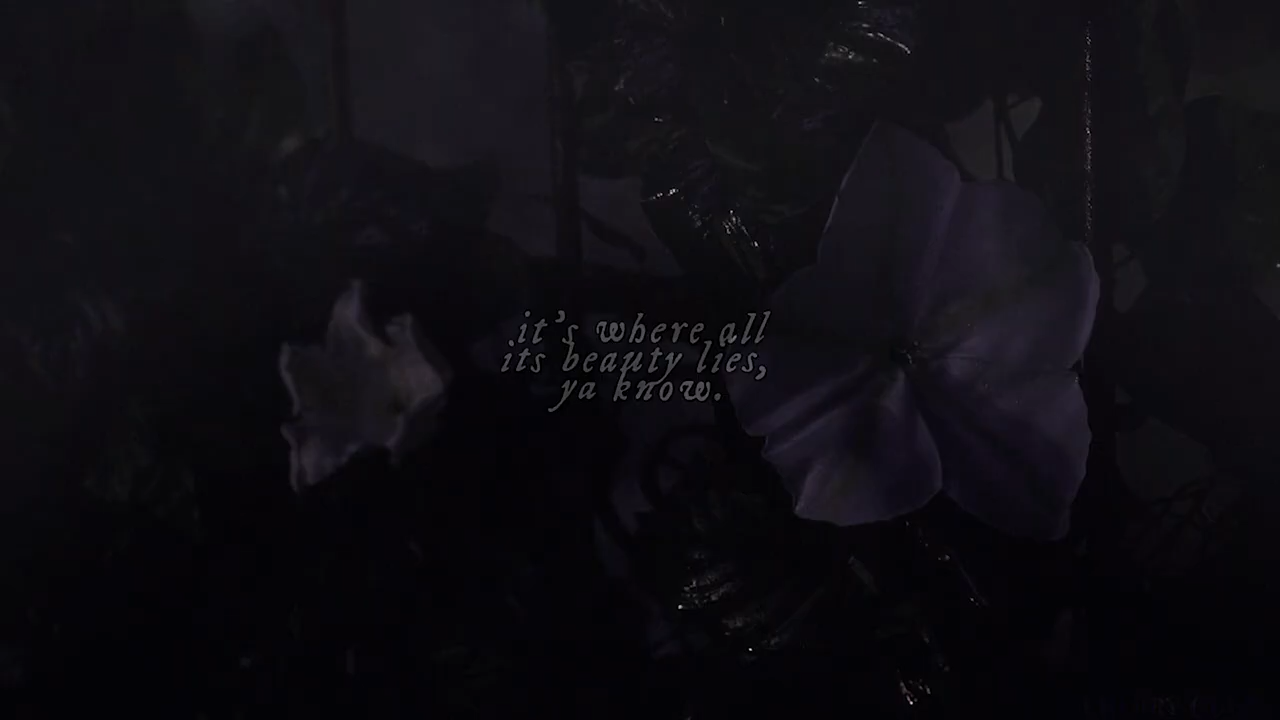 it's where all
its beauty lies,
ya know.